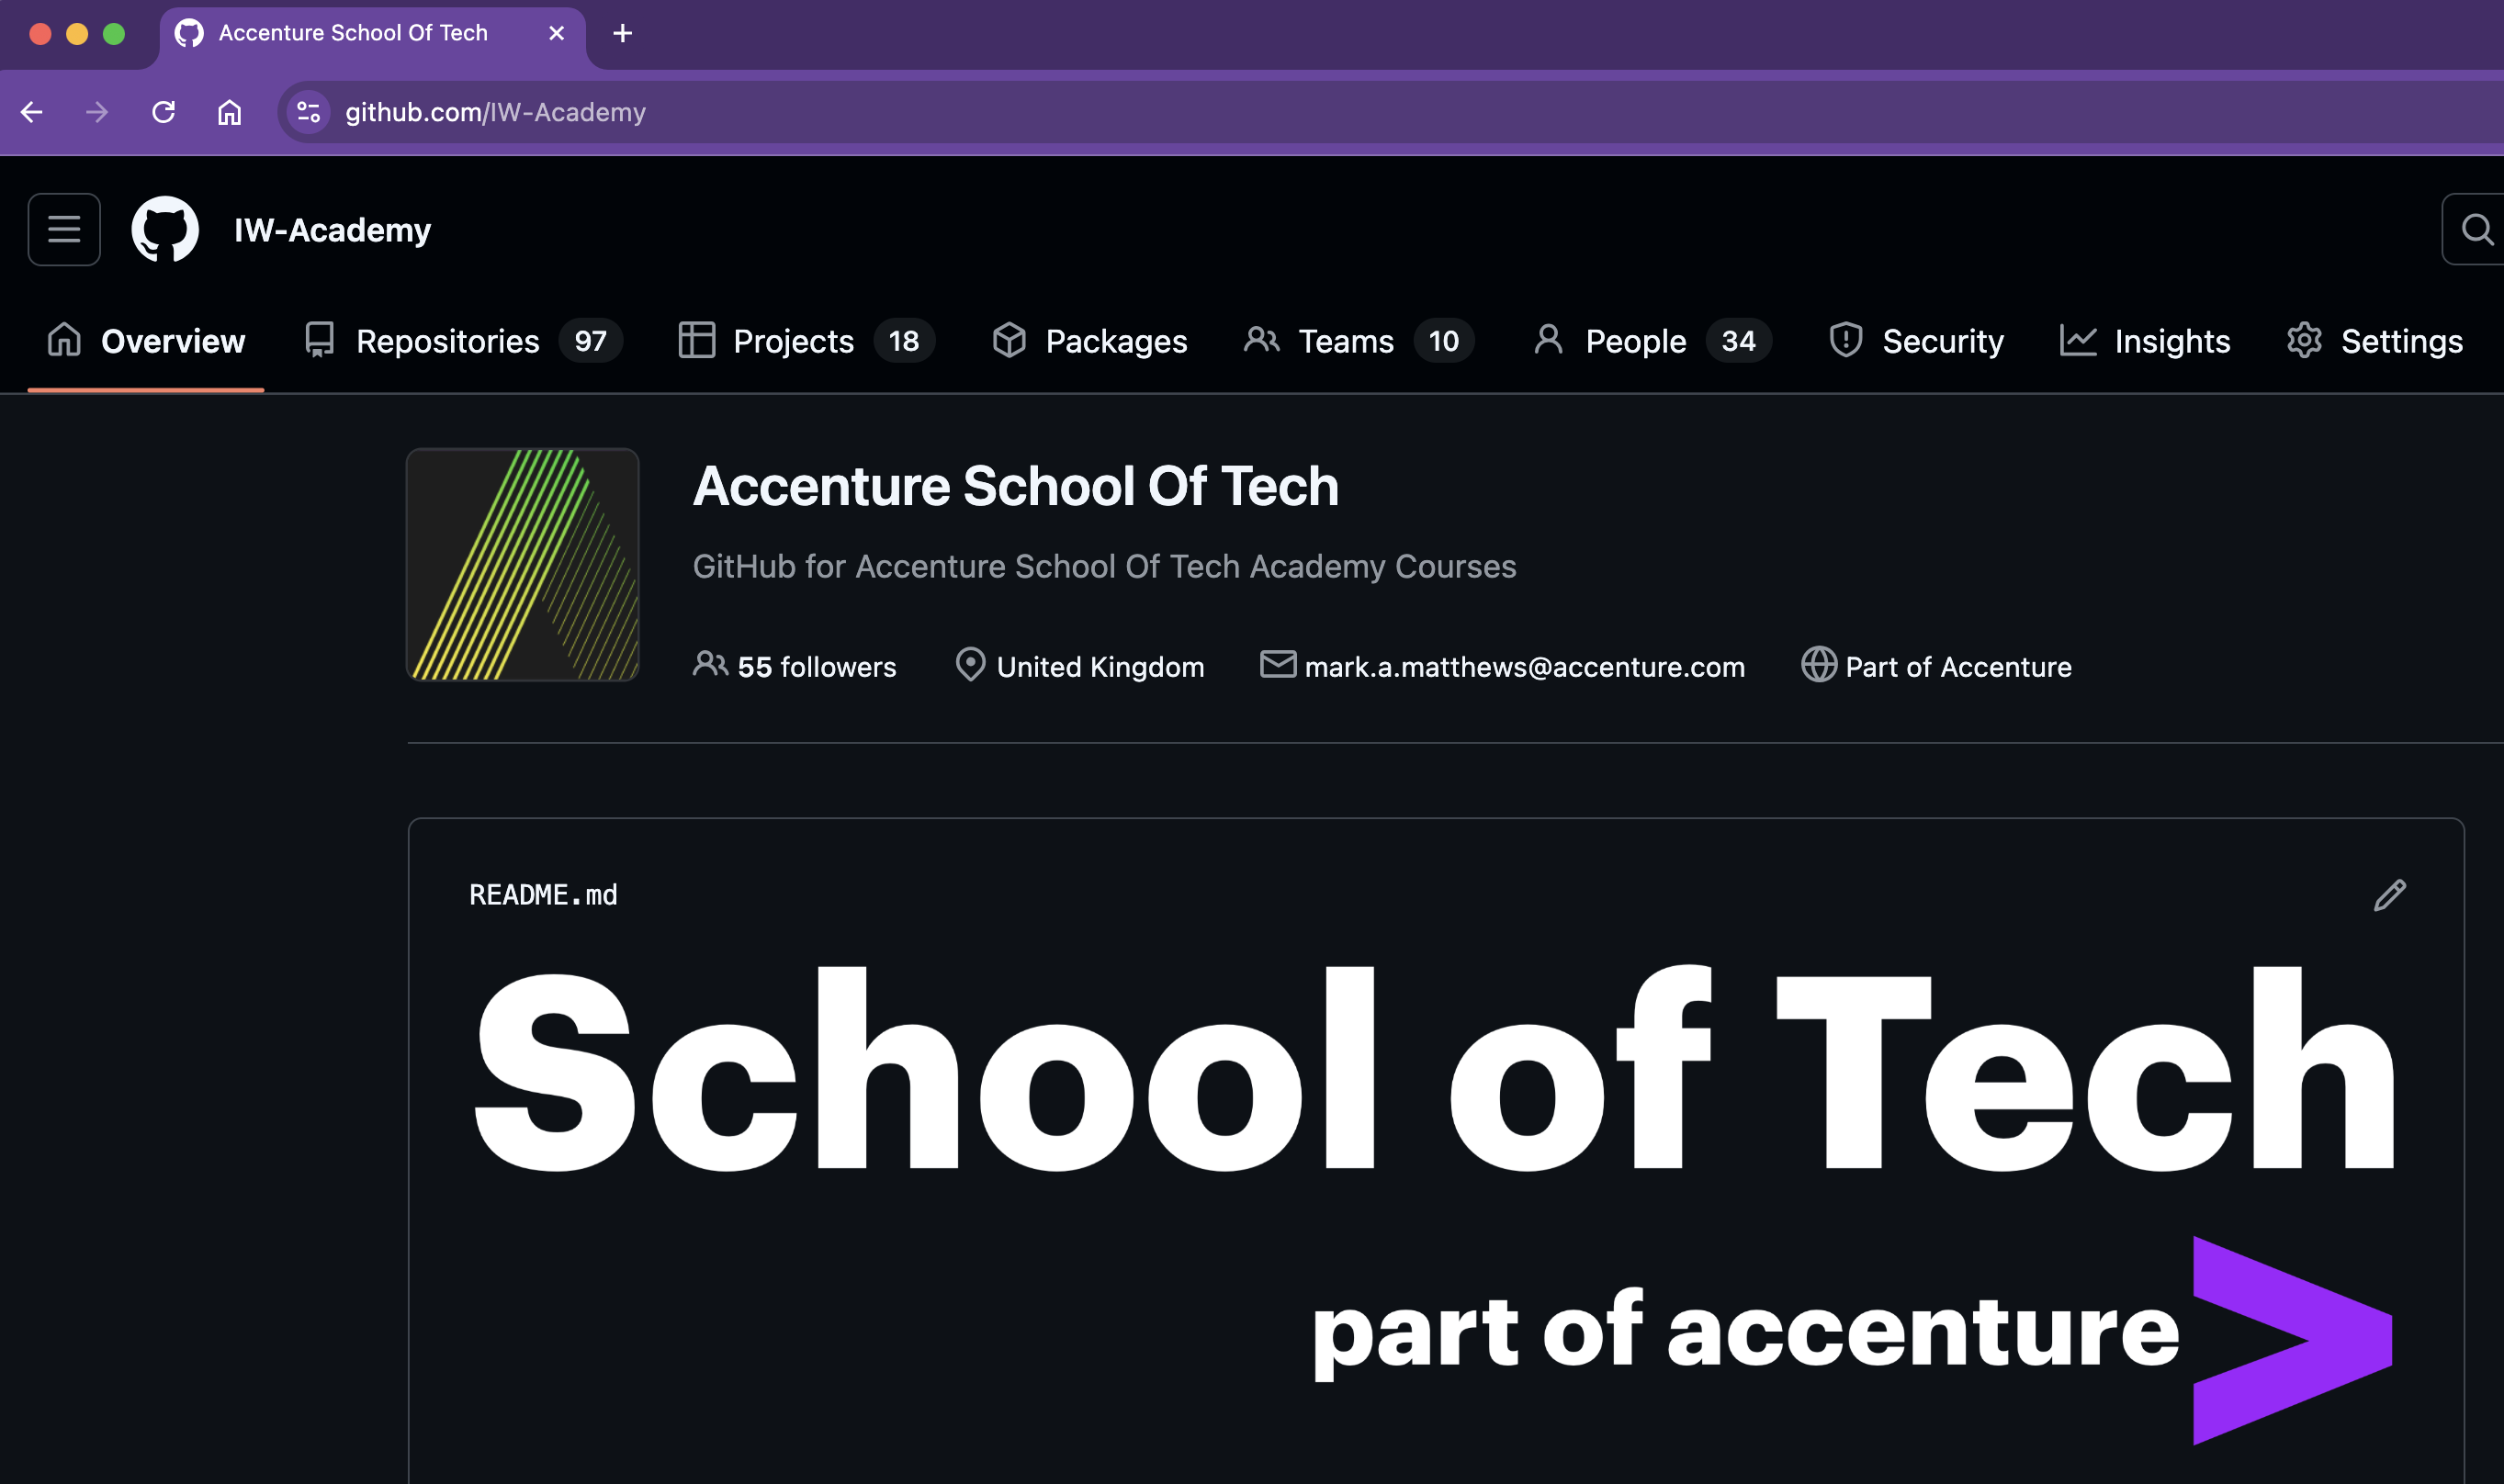 Accenture School Of Tech
github.com/IW-Academy
IW-Academy
Overview Repositories 97 Projects 18 Packages Teams 10 People 34 Security Insights Settings
Accenture School Of Tech
GitHub for Accenture School Of Tech Academy Courses
55 followers United Kingdom mark.a.matthews@accenture.com Part of Accenture
README.md
School of Tech
part of accenture